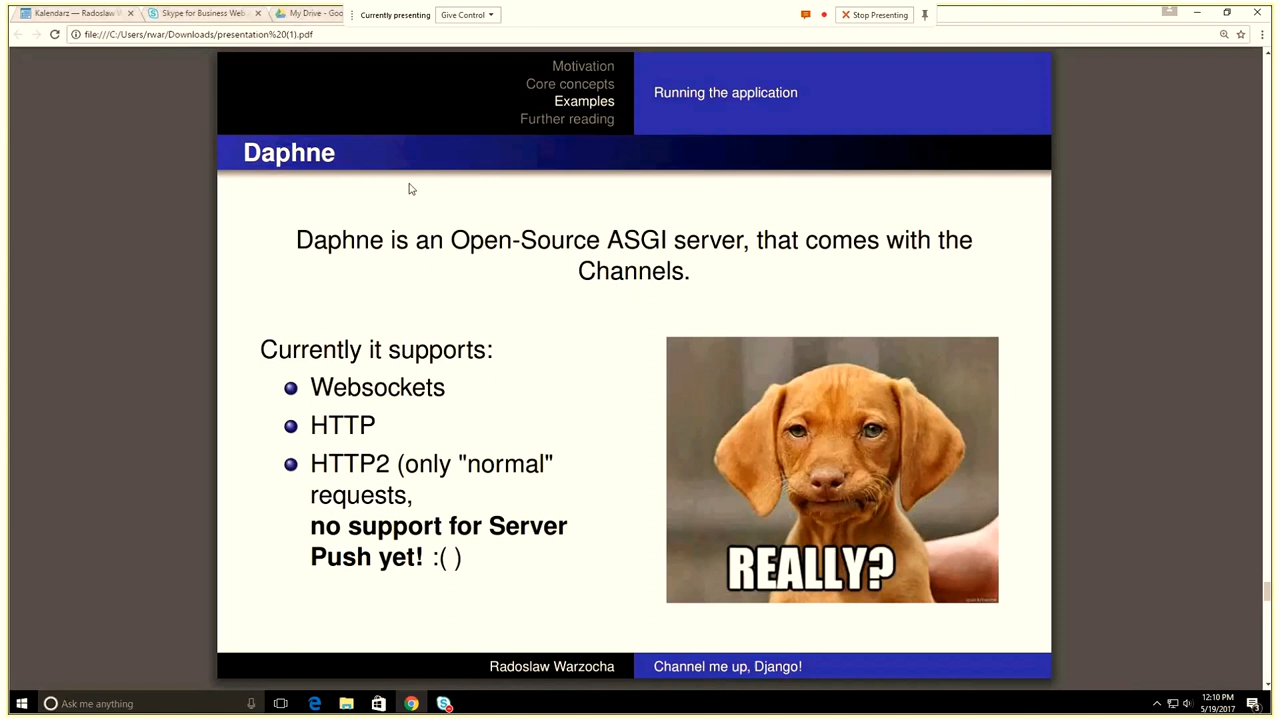 Kalendarz — Radoslaw W
Skype for Business Web
My Drive - Goo
Currently presenting
Give Control
Stop Presenting
file:///C:/Users/rwar/Downloads/presentation%20(1).pdf
Motivation
Core concepts
Examples
Further reading
Running the application
Daphne
Daphne is an Open-Source ASGI server, that comes with the
Channels.
Currently it supports:
Websockets
HTTP
HTTP2 (only "normal"
requests,
no support for Server
Push yet! :( )
REALLY?
Radoslaw Warzocha
Channel me up, Django!
Ask me anything
12:10 PM
5/19/2017